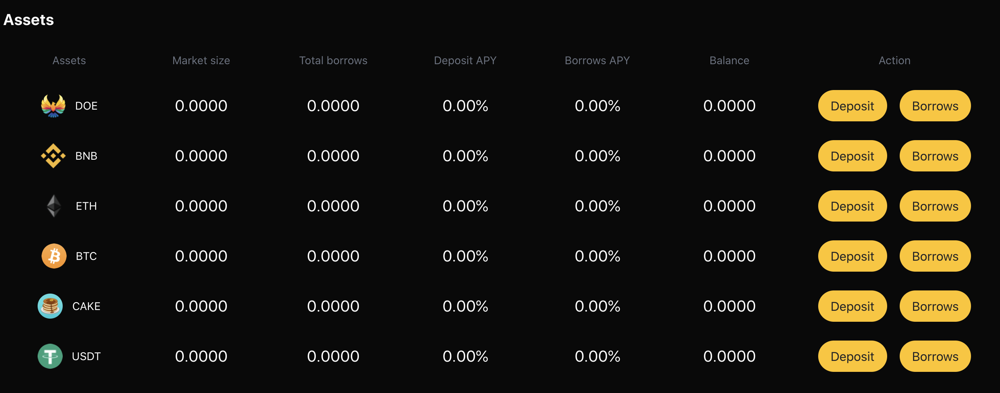 Assets
Assets Market size Total borrows Deposit APY Borrows APY Balance Action
DOE 0.0000 0.0000 0.00% 0.00% 0.0000 Deposit Borrows
BNB 0.0000 0.0000 0.00% 0.00% 0.0000 Deposit Borrows
ETH 0.0000 0.0000 0.00% 0.00% 0.0000 Deposit Borrows
BTC 0.0000 0.0000 0.00% 0.00% 0.0000 Deposit Borrows
CAKE 0.0000 0.0000 0.00% 0.00% 0.0000 Deposit Borrows
USDT 0.0000 0.0000 0.00% 0.00% 0.0000 Deposit Borrows